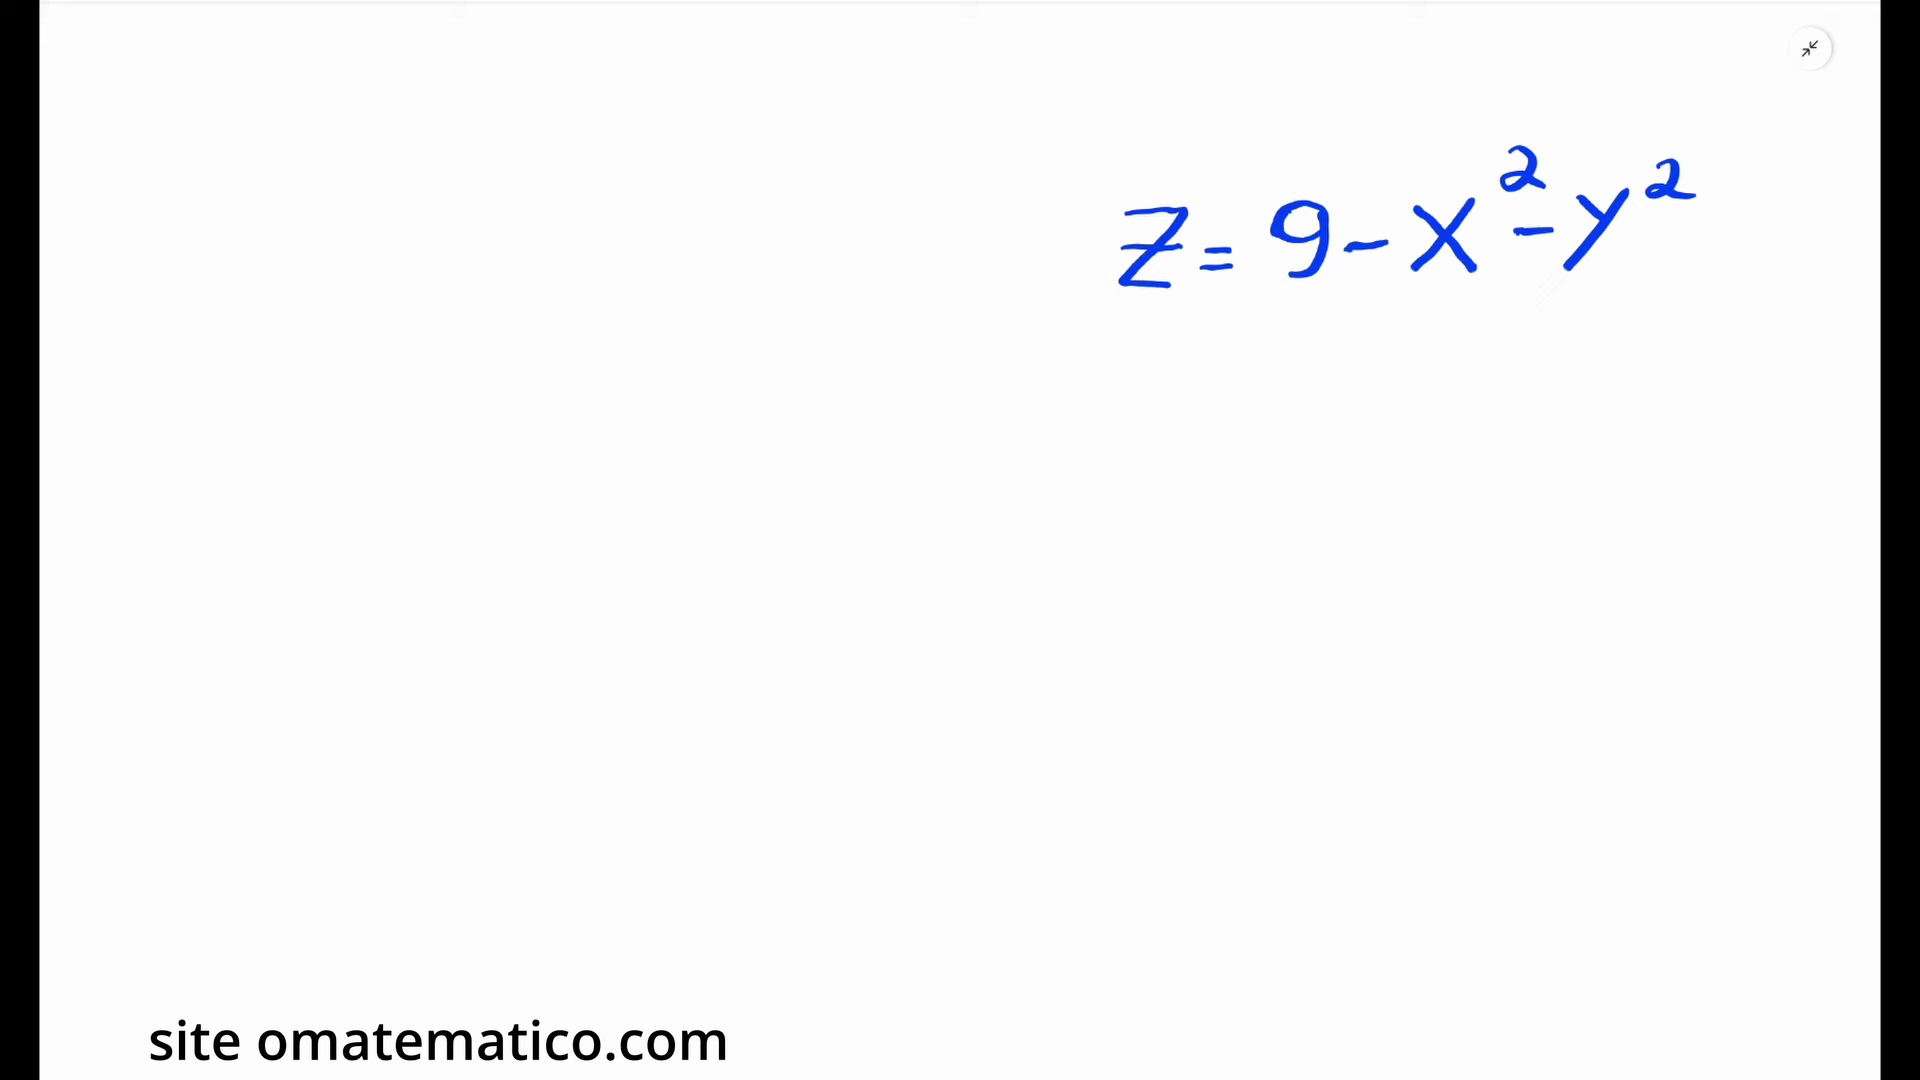 z = 9 - x² - y²
site omatematico.com